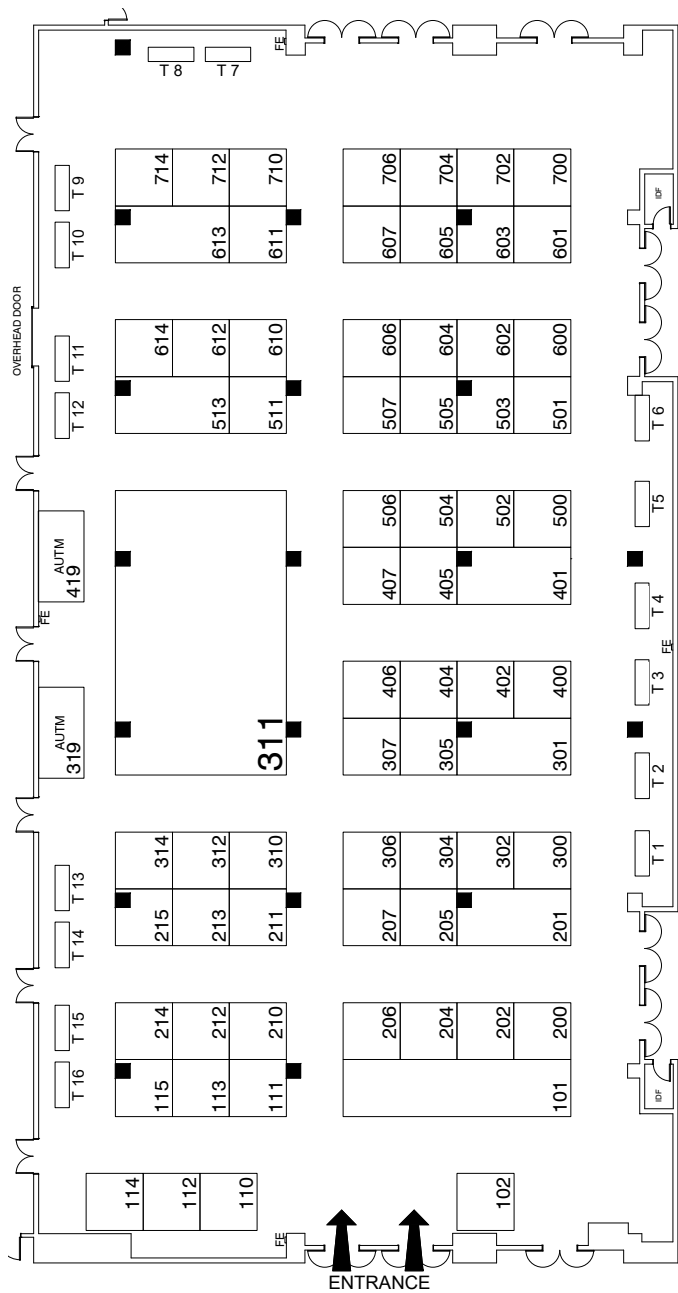 FE
T 8
T 7
T 9
714
712
710
706
704
702
700
IDF
T 10
613
611
607
605
603
601
OVERHEAD DOOR
T 11
614
612
610
606
604
602
600
T 12
513
511
507
505
503
501
T 6
506
504
502
500
T5
AUTM
419
407
405
401
T 4
FE
FE
406
404
402
400
T 3
AUTM
319
311
307
305
301
T 2
314
312
310
306
304
302
300
T 1
T 13
T 14
215
213
211
207
205
201
T 15
214
212
210
206
204
202
200
T 16
115
113
111
101
IDF
114
112
110
102
FE
ENTRANCE